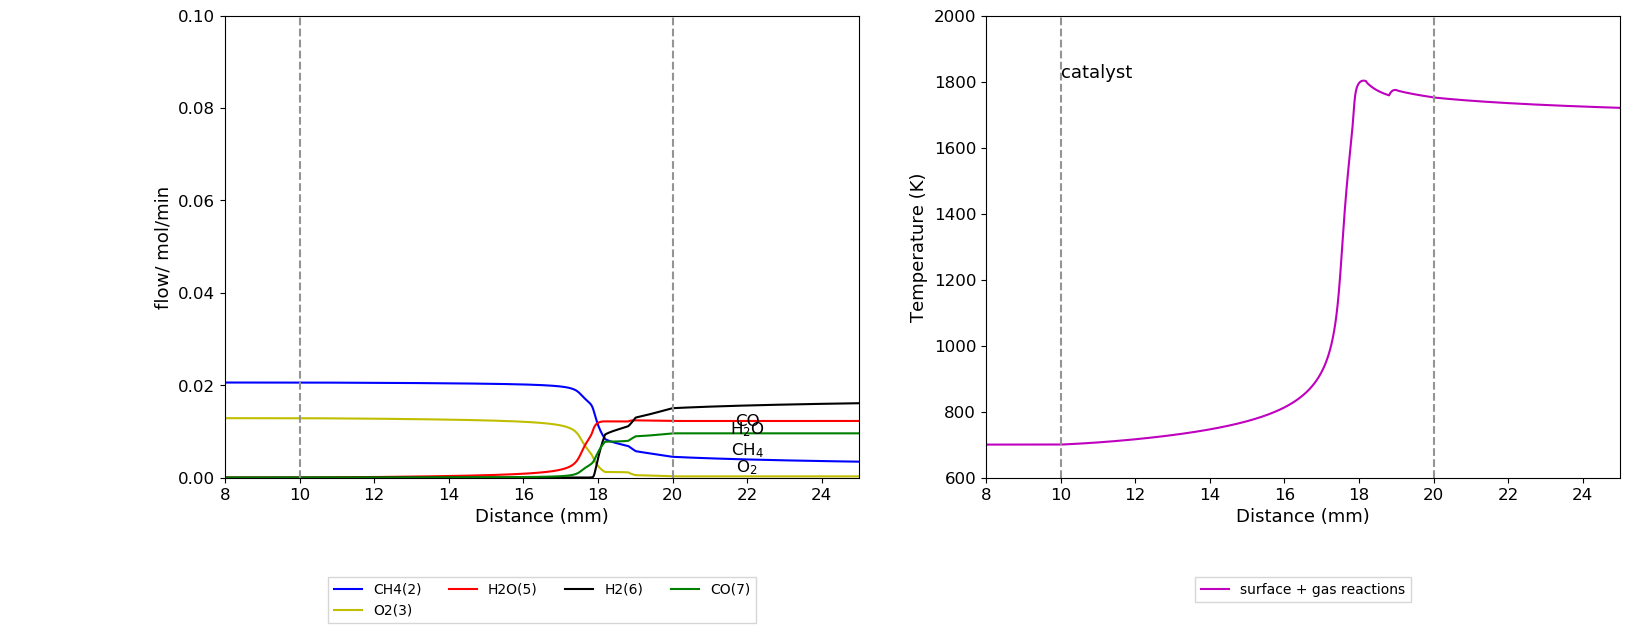 0.10
0.08
0.06
0.04
0.02
0.00
flow/ mol/min
CO
H₂O
CH₄
O₂
8 10 12 14 16 18 20 22 24
Distance (mm)
CH4(2) H2O(5) H2(6) CO(7)
O2(3)
2000
1800
1600
1400
1200
1000
800
600
Temperature (K)
catalyst
8 10 12 14 16 18 20 22 24
Distance (mm)
surface + gas reactions